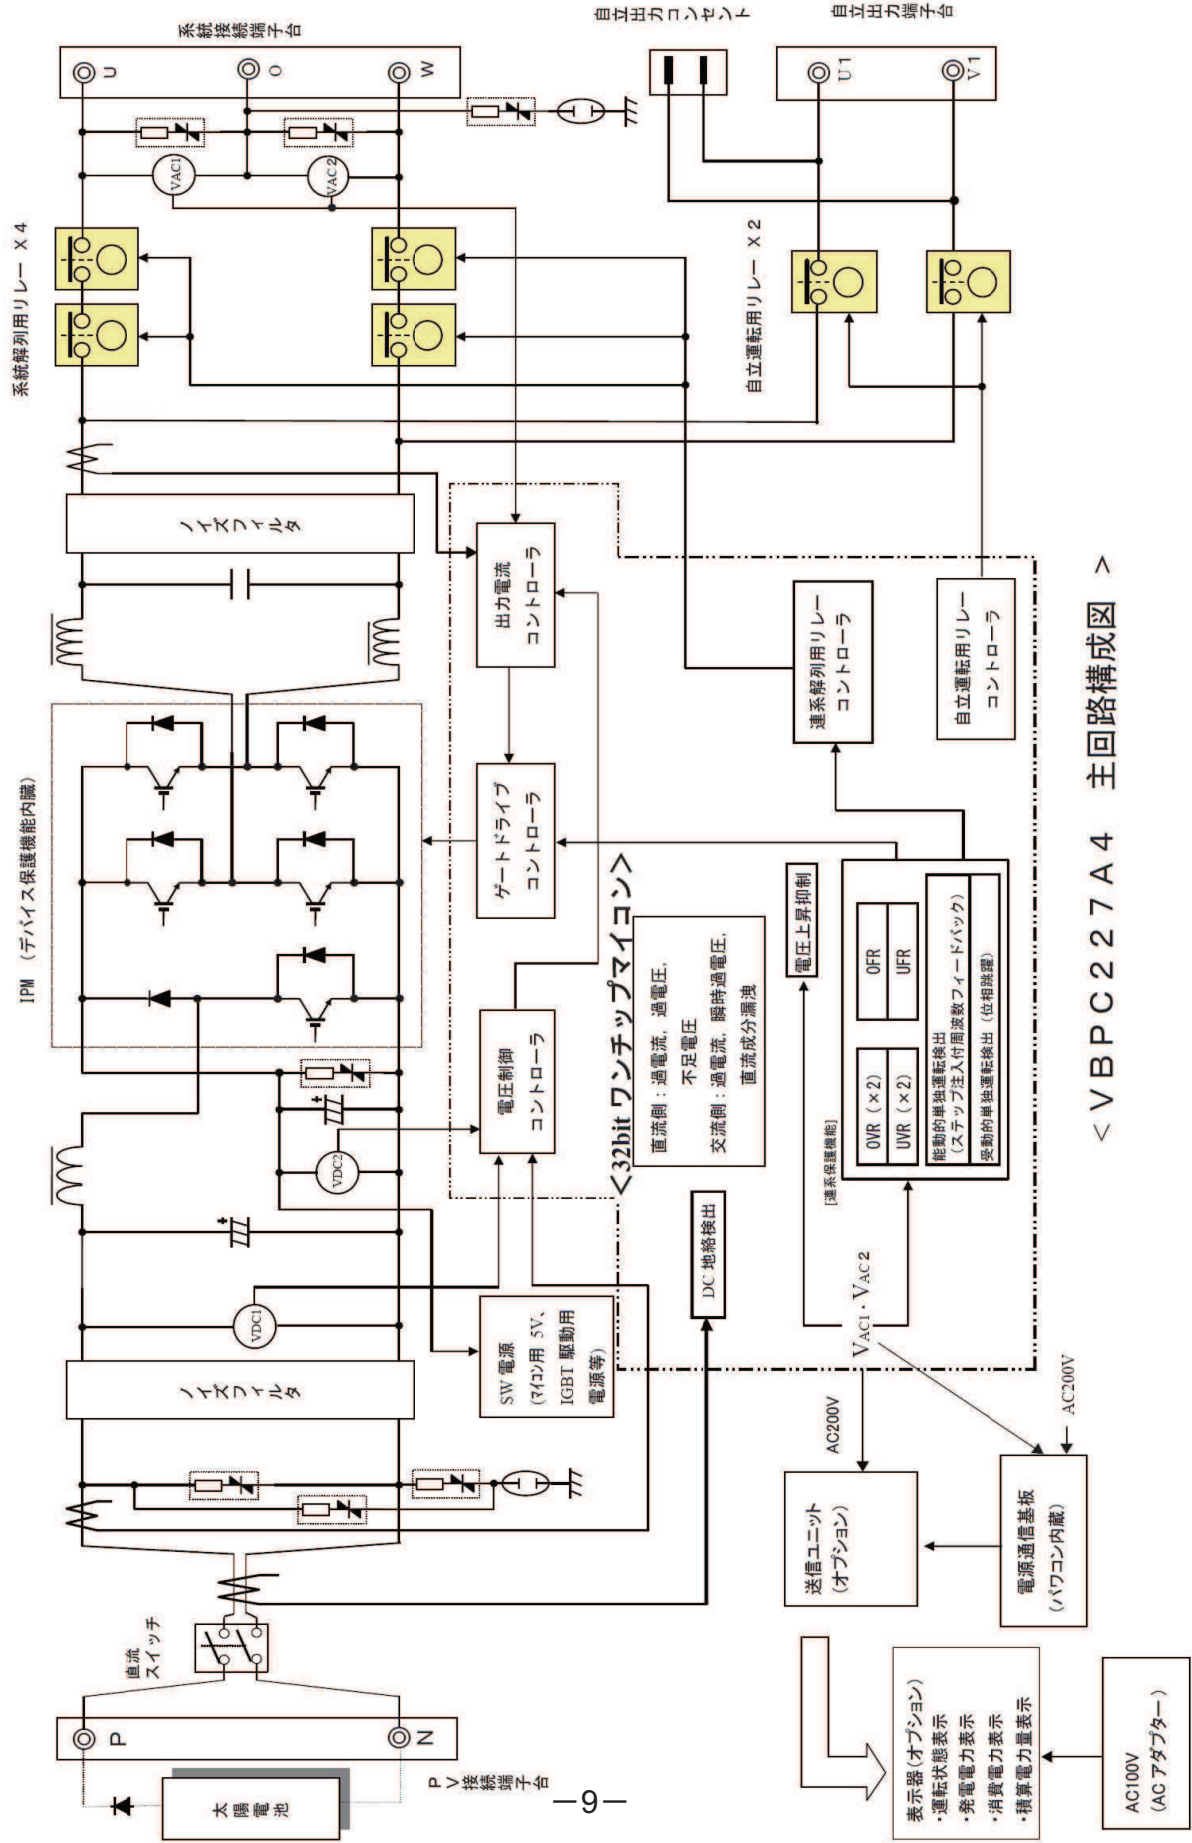 太陽電池
PV接続端子台
P
N
直流
スイッチ
ノイズフィルタ
VDC1
+
VDC2
+
IPM (デバイス保護機能内臓)
ノイズフィルタ
系統解列用リレー X 4
VAC1
VAC2
系統接続端子台
U
O
W
自立出力コンセント
自立出力端子台
U1
V1
自立運転用リレー X 2
SW 電源
(マイコン用 5V、
IGBT 駆動用
電源等)
電圧制御
コントローラ
ゲートドライブ
コントローラ
出力電流
コントローラ
<32bit ワンチップマイコン>
直流側：過電流，過電圧，
不足電圧
交流側：過電流，瞬時過電圧，
直流成分漏洩
DC 地絡検出
電圧上昇抑制
連系解列用リレー
コントローラ
自立運転用リレー
コントローラ
[連系保護機能]
OVR (×2)
OFR
UVR (×2)
UFR
能動的単独運転検出
(ステップ注入付周波数フィードバック)
受動的単独運転検出 (位相跳躍)
VAC1・VAC2
AC200V
AC200V
送信ユニット
(オプション)
電源通信基板
(パワコン内蔵)
表示器(オプション)
・運転状態表示
・発電電力表示
・消費電力表示
・積算電力量表示
AC100V
(AC アダプター)
＜ＶＢＰＣ２２７Ａ４　主回路構成図　＞
－9－